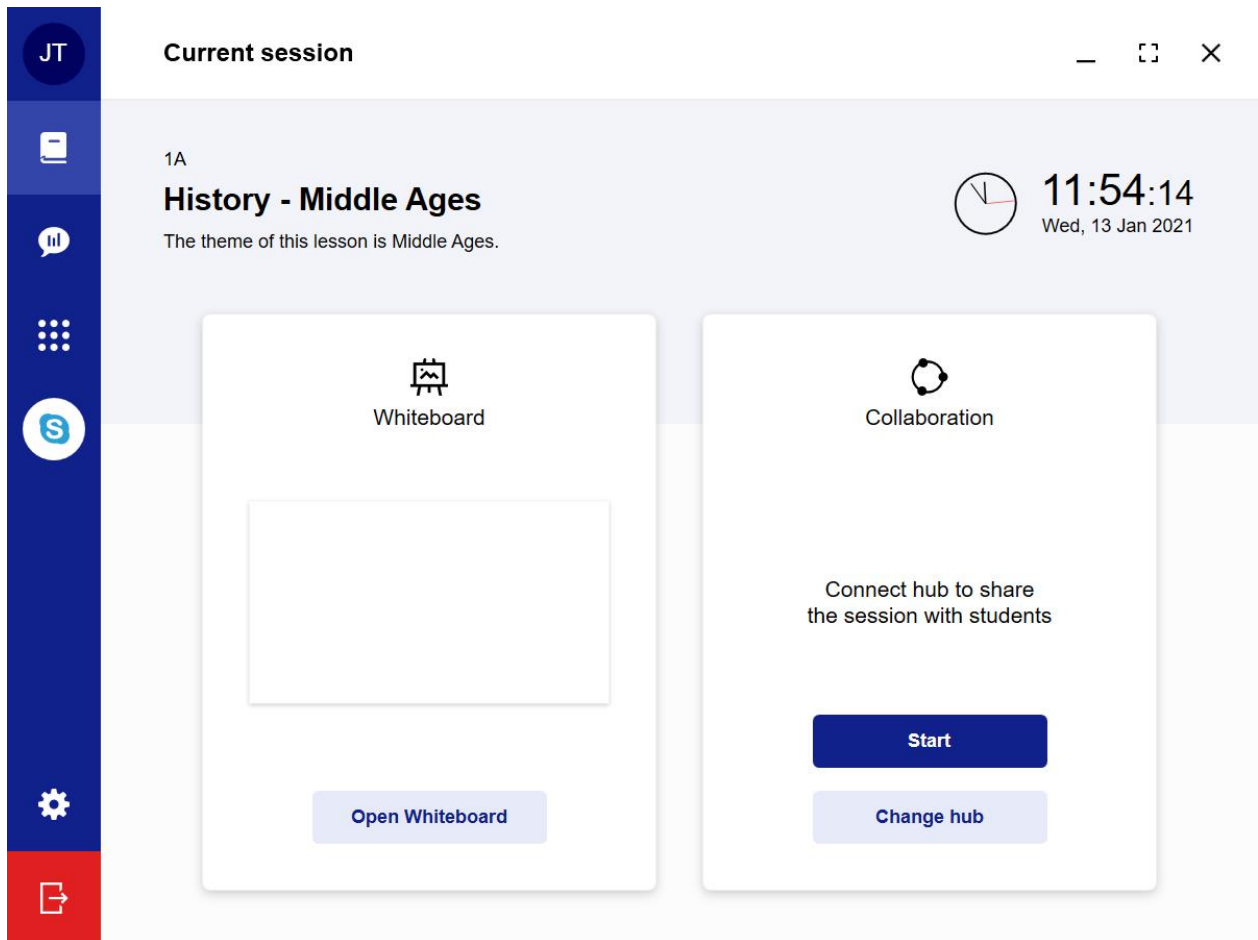 JT
Current session
1A
History - Middle Ages
The theme of this lesson is Middle Ages.
11:54:14
Wed, 13 Jan 2021
S
Whiteboard
Open Whiteboard
Collaboration
Connect hub to share
the session with students
Start
Change hub